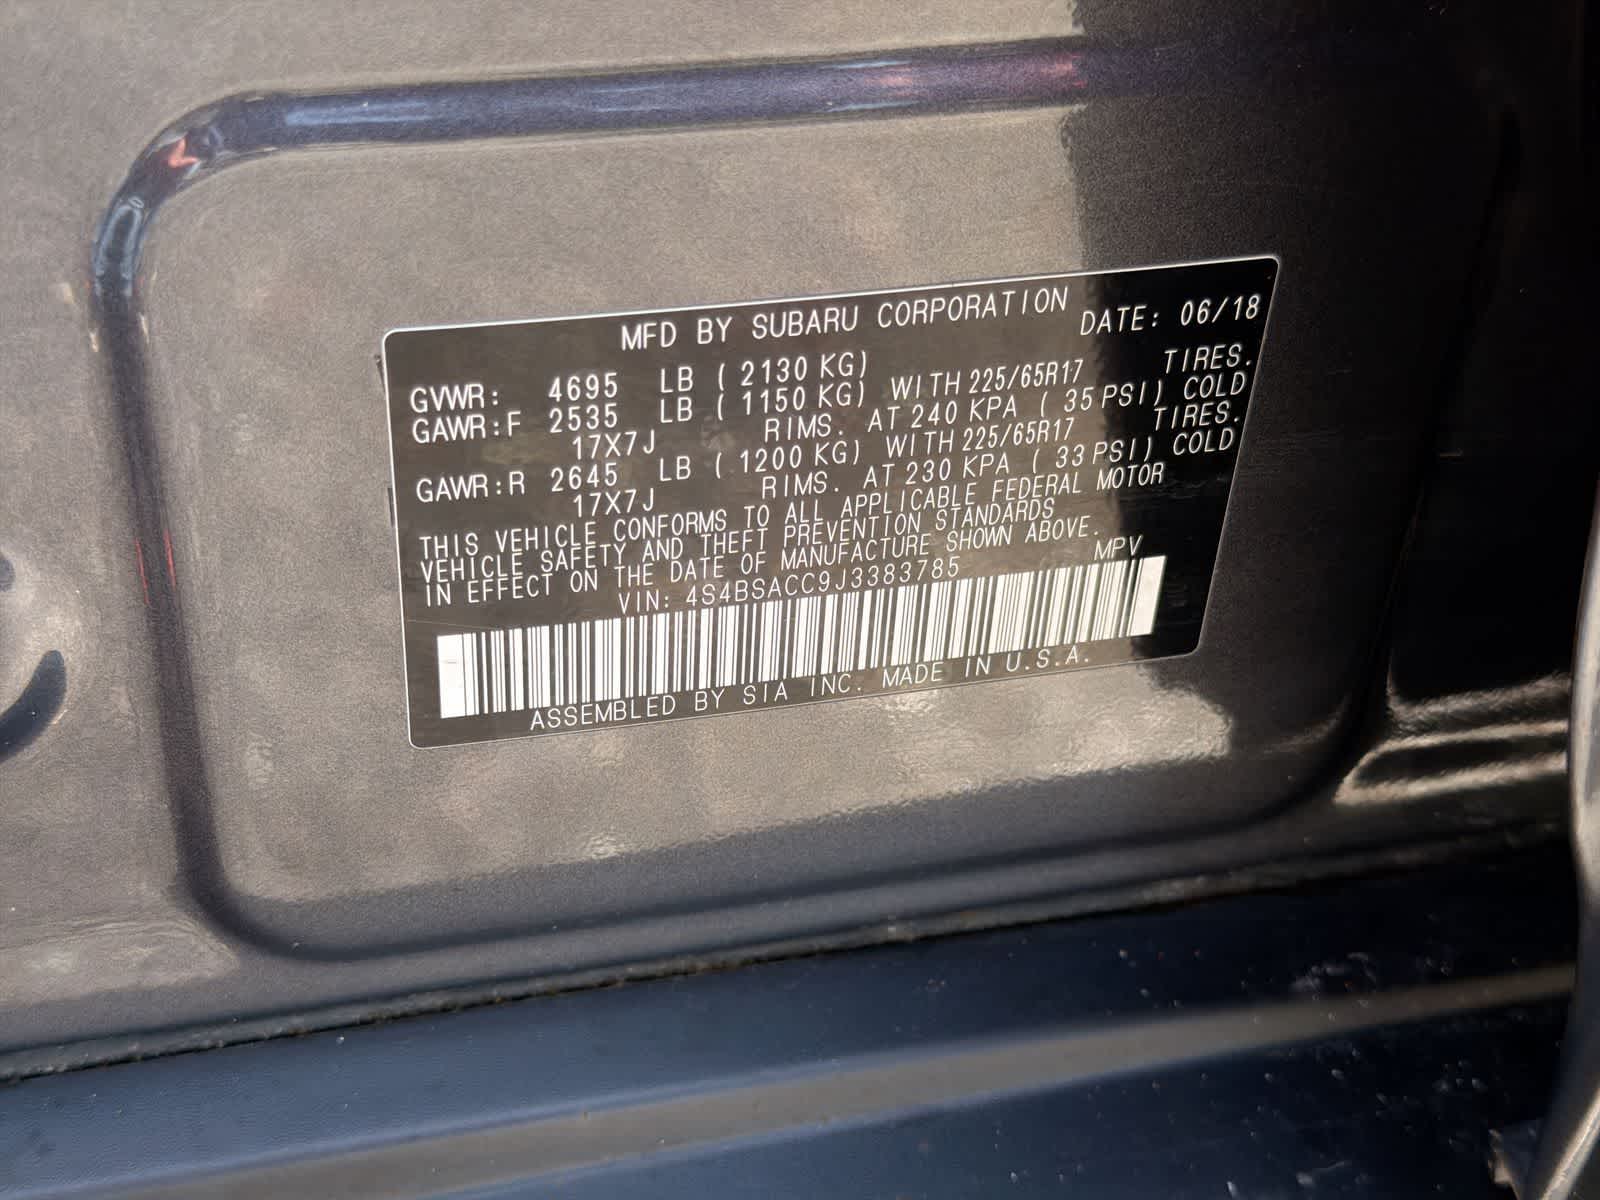 MFD BY SUBARU CORPORATION DATE: 06/18
GVWR: 4695 LB ( 2130 KG)
GAWR:F 2535 LB ( 1150 KG) WITH 225/65R17 TIRES.
17X7J RIMS. AT 240 KPA ( 35 PSI) COLD
GAWR:R 2645 LB ( 1200 KG) WITH 225/65R17 TIRES.
17X7J RIMS. AT 230 KPA ( 33 PSI) COLD
THIS VEHICLE CONFORMS TO ALL APPLICABLE FEDERAL MOTOR
VEHICLE SAFETY AND THEFT PREVENTION STANDARDS
IN EFFECT ON THE DATE OF MANUFACTURE SHOWN ABOVE.
VIN: 4S4BSACC9J3383785 MPV
ASSEMBLED BY SIA INC. MADE IN U.S.A.